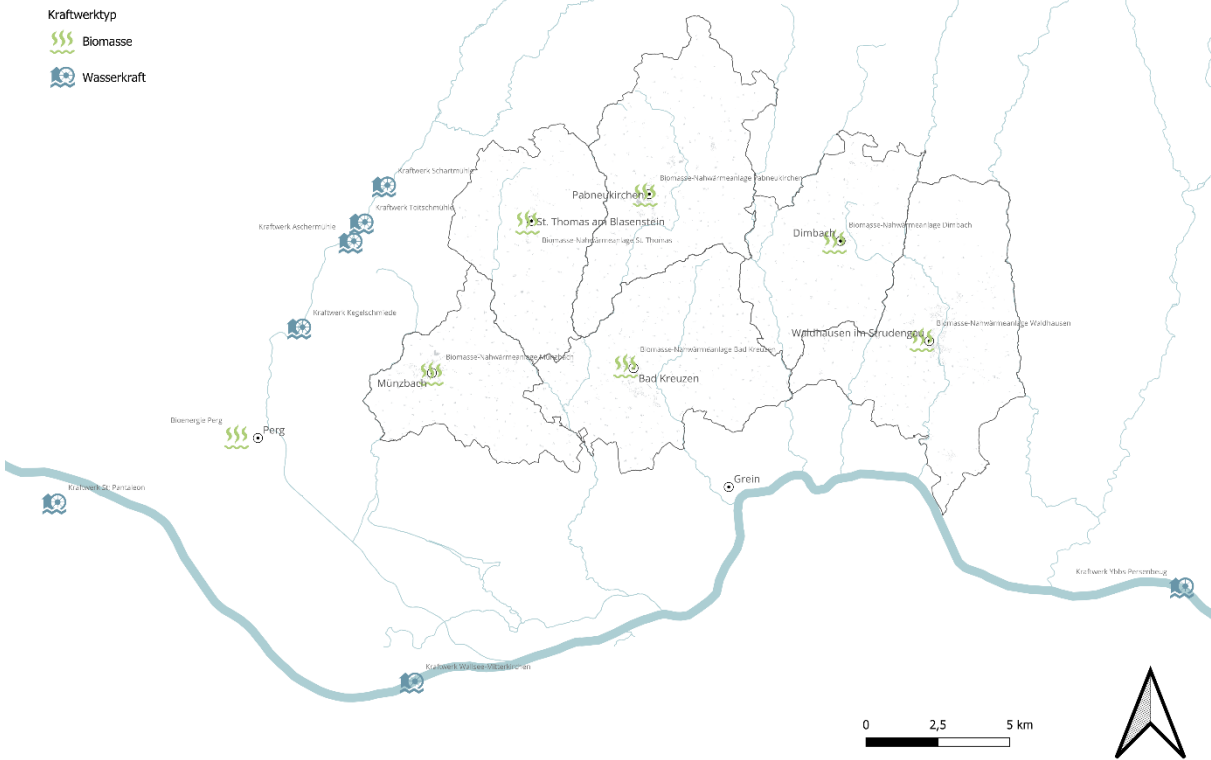 Kraftwerktyp
Biomasse
Wasserkraft
Kraftwerk Schartmühle
Biomasse-Nahwärmeanlage Pabneukirchen
Pabneukirchen
Kraftwerk Toitschmühle
St. Thomas am Blasenstein
Kraftwerk Aschermühle
Biomasse-Nahwärmeanlage Dimbach
Dimbach
Biomasse-Nahwärmeanlage St. Thomas
Kraftwerk Kegelschmiede
Biomasse-Nahwärmeanlage Waldhausen
Waldhausen im Strudengau
Biomasse-Nahwärmeanlage Bad Kreuzen
Biomasse-Nahwärmeanlage Münzbach
Bad Kreuzen
Münzbach
Bioenergie Perg
Perg
Grein
Kraftwerk St. Pantaleon
Kraftwerk Ybbs Persenbeug
Kraftwerk Wallsee-Mitterkirchen
0 2,5 5 km